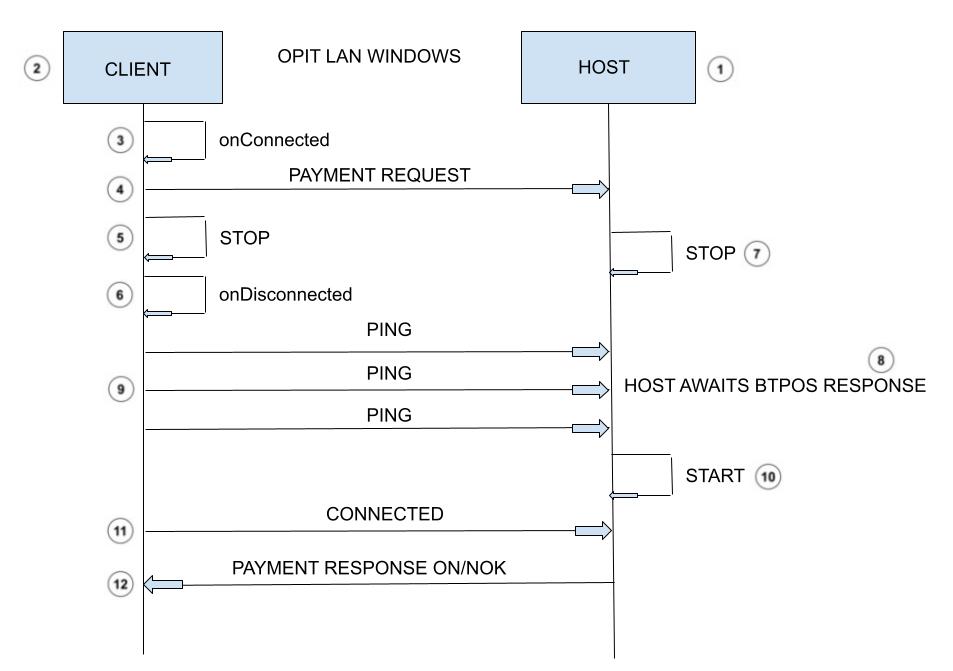 2
CLIENT
OPIT LAN WINDOWS
HOST
1
3
onConnected
4
PAYMENT REQUEST
5
STOP
STOP
7
6
onDisconnected
PING
8
PING
9
HOST AWAITS BTPOS RESPONSE
PING
START
10
CONNECTED
11
PAYMENT RESPONSE ON/NOK
12